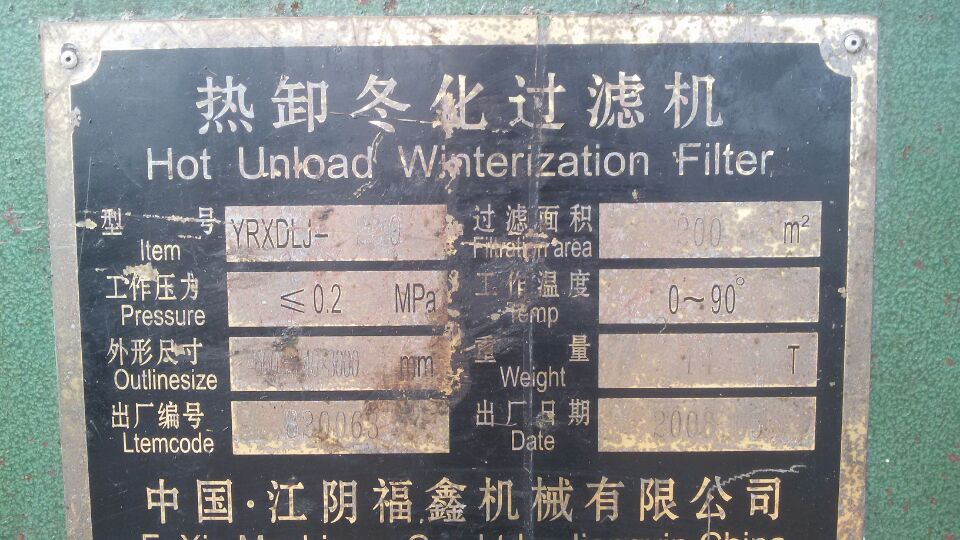 热卸冬化过滤机
Hot Unload Winterization Filter
型 号 YRXDLJ- 过滤面积 m²
Item Filtration area
工作压力 ≤0.2 MPa 工作温度 0~90°
Pressure Temp
外形尺寸 mm 重 量 T
Outlinesize Weight
出厂编号 出厂日期
Ltemcode Date
中国·江阴福鑫机械有限公司